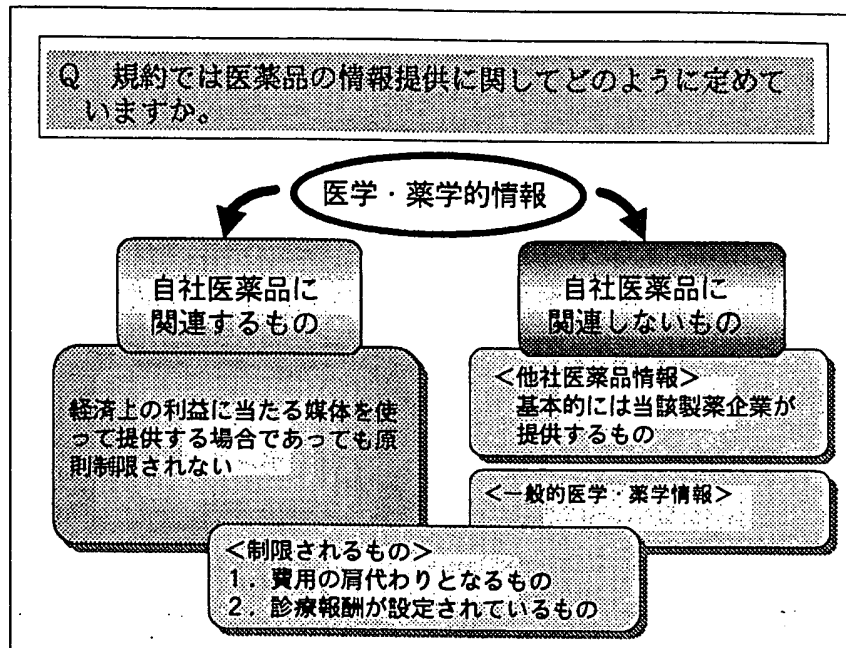 Q 規約では医薬品の情報提供に関してどのように定めて
いますか。
医学・薬学的情報
自社医薬品に
関連するもの
自社医薬品に
関連しないもの
経済上の利益に当たる媒体を使
って提供する場合であっても原
則制限されない
＜他社医薬品情報＞
基本的には当該製薬企業が
提供するもの
＜一般的医学・薬学情報＞
＜制限されるもの＞
１．費用の肩代わりとなるもの
２．診療報酬が設定されているもの